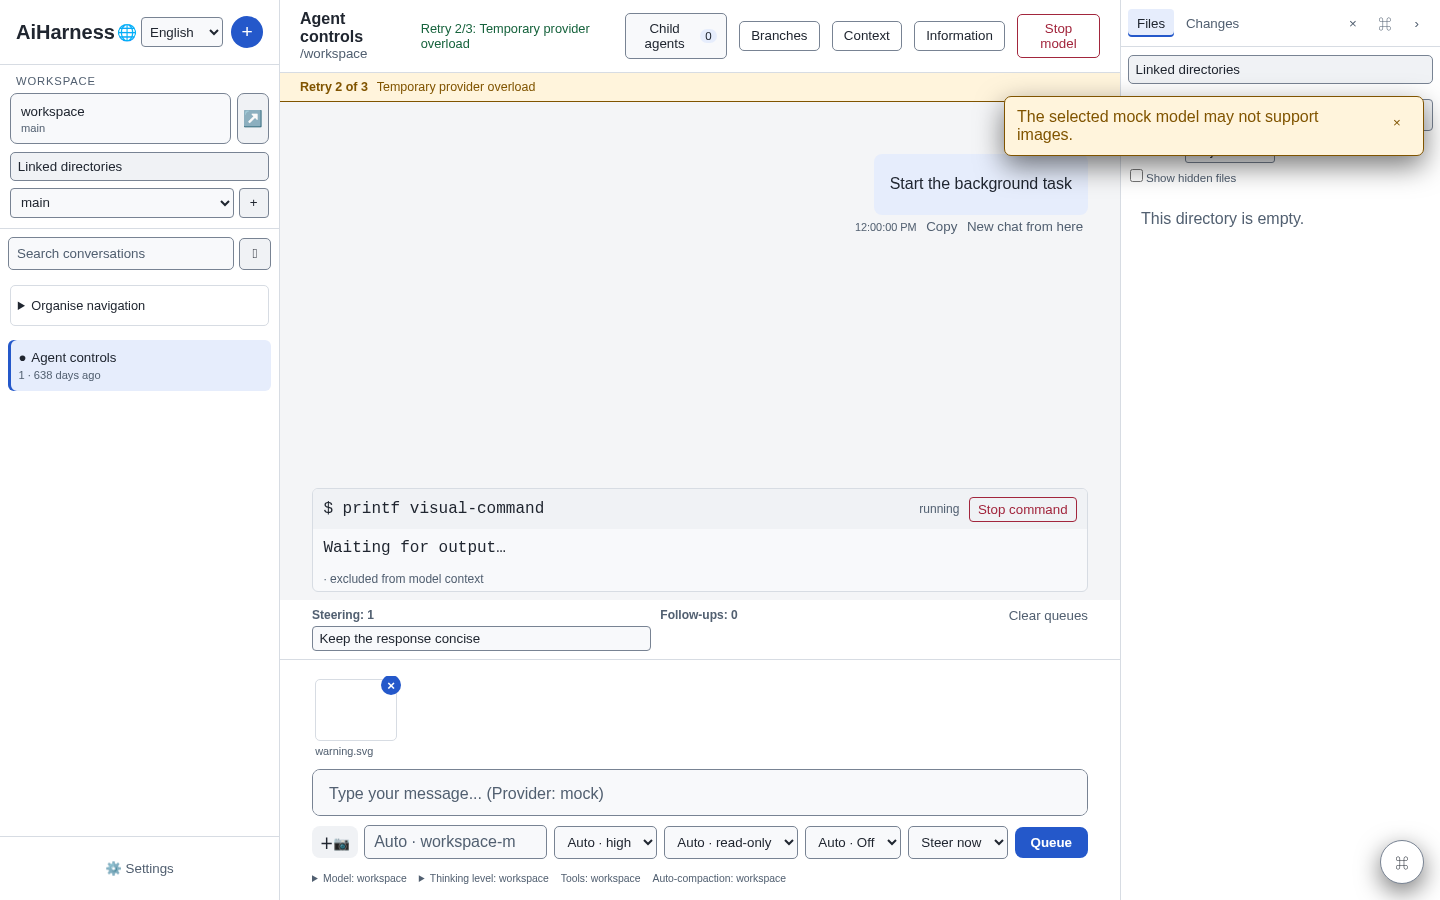 AiHarness
English
+
WORKSPACE
workspace
main
Linked directories
main
+
Search conversations
Organise navigation
● Agent controls
1 · 638 days ago
Settings
Agent controls
/workspace
Retry 2/3: Temporary provider overload
Child agents 0
Branches
Context
Information
Stop model
Retry 2 of 3 Temporary provider overload
Start the background task
12:00:00 PM Copy New chat from here
$ printf visual-command
running
Stop command
Waiting for output…
· excluded from model context
Steering: 1
Follow-ups: 0
Clear queues
Keep the response concise
×
warning.svg
Type your message... (Provider: mock)
+
Auto · workspace-m
Auto · high
Auto · read-only
Auto · Off
Steer now
Queue
Model: workspace
Thinking level: workspace
Tools: workspace
Auto-compaction: workspace
Files
Changes
×
⌘
›
Linked directories
The selected mock model may not support images.
×
Show hidden files
This directory is empty.
⌘